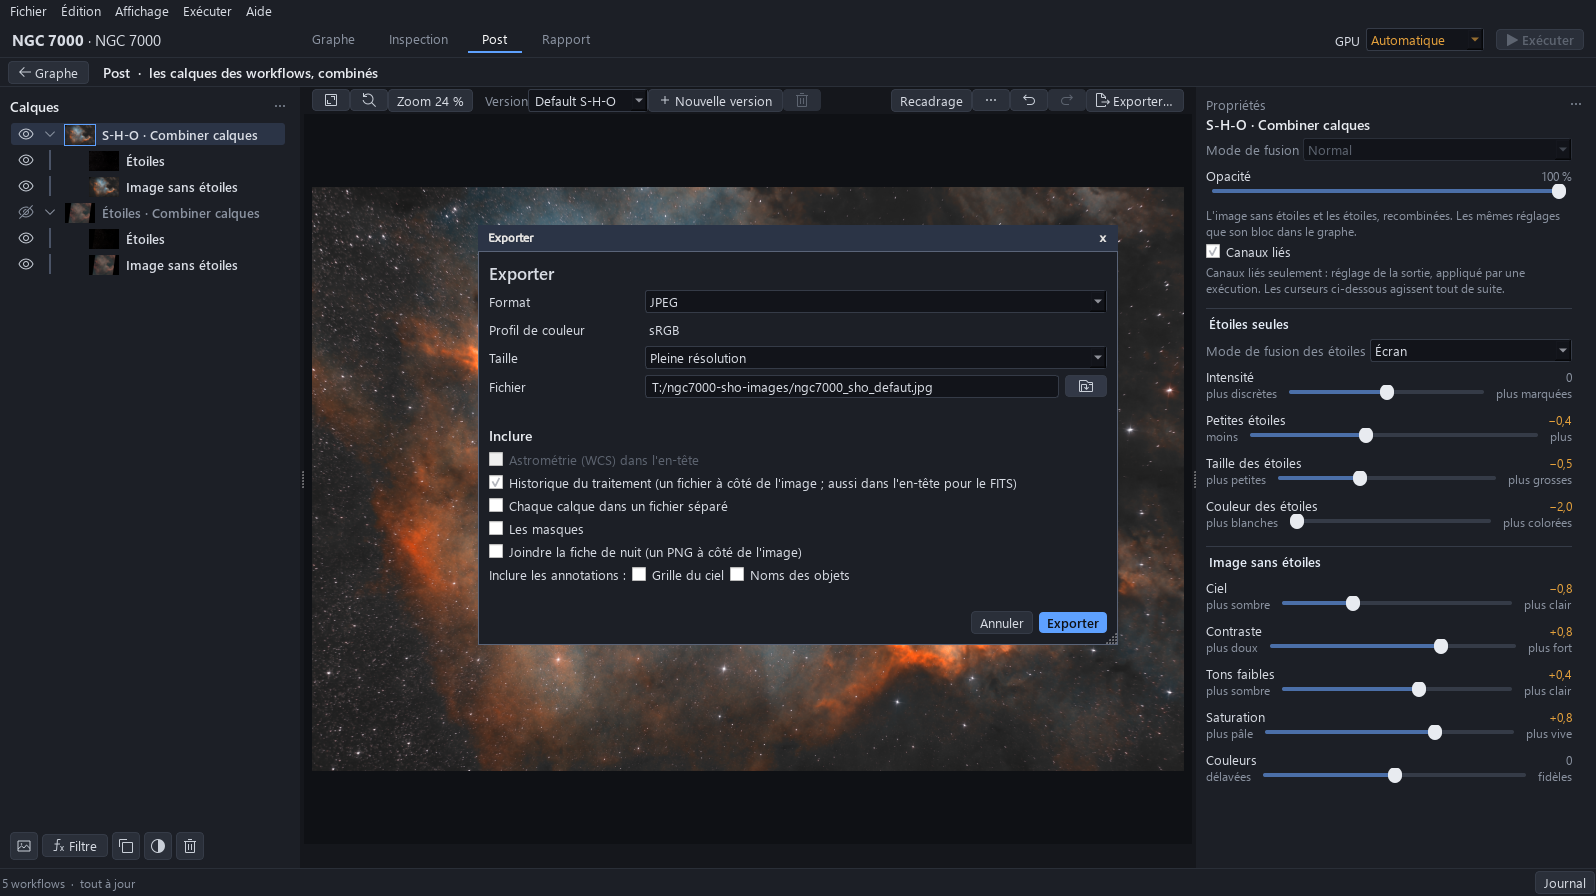 Fichier Édition Affichage Exécuter Aide
NGC 7000 · NGC 7000
Graphe Inspection Post Rapport
GPU Automatique Exécuter
Graphe Post · les calques des workflows, combinés
Calques ...
S-H-O · Combiner calques
Étoiles
Image sans étoiles
Étoiles · Combiner calques
Étoiles
Image sans étoiles
Zoom 24 % Version Default S-H-O + Nouvelle version Recadrage ... Exporter...
Exporter x
Exporter
Format JPEG
Profil de couleur sRGB
Taille Pleine résolution
Fichier T:/ngc7000-sho-images/ngc7000_sho_defaut.jpg
Inclure
Astrométrie (WCS) dans l'en-tête
Historique du traitement (un fichier à côté de l'image ; aussi dans l'en-tête pour le FITS)
Chaque calque dans un fichier séparé
Les masques
Joindre la fiche de nuit (un PNG à côté de l'image)
Inclure les annotations : Grille du ciel Noms des objets
Annuler Exporter
Propriétés ...
S-H-O · Combiner calques
Mode de fusion Normal
Opacité 100 %
L'image sans étoiles et les étoiles, recombinées. Les mêmes réglages
que son bloc dans le graphe.
Canaux liés
Canaux liés seulement : réglage de la sortie, appliqué par une
exécution. Les curseurs ci-dessous agissent tout de suite.
Étoiles seules
Mode de fusion des étoiles Écran
Intensité 0
plus discrètes plus marquées
Petites étoiles −0,4
moins plus
Taille des étoiles −0,5
plus petites plus grosses
Couleur des étoiles −2,0
plus blanches plus colorées
Image sans étoiles
Ciel −0,8
plus sombre plus clair
Contraste +0,8
plus doux plus fort
Tons faibles +0,4
plus sombre plus clair
Saturation +0,8
plus pâle plus vive
Couleurs 0
délavées fidèles
fx Filtre
5 workflows · tout à jour
Journal